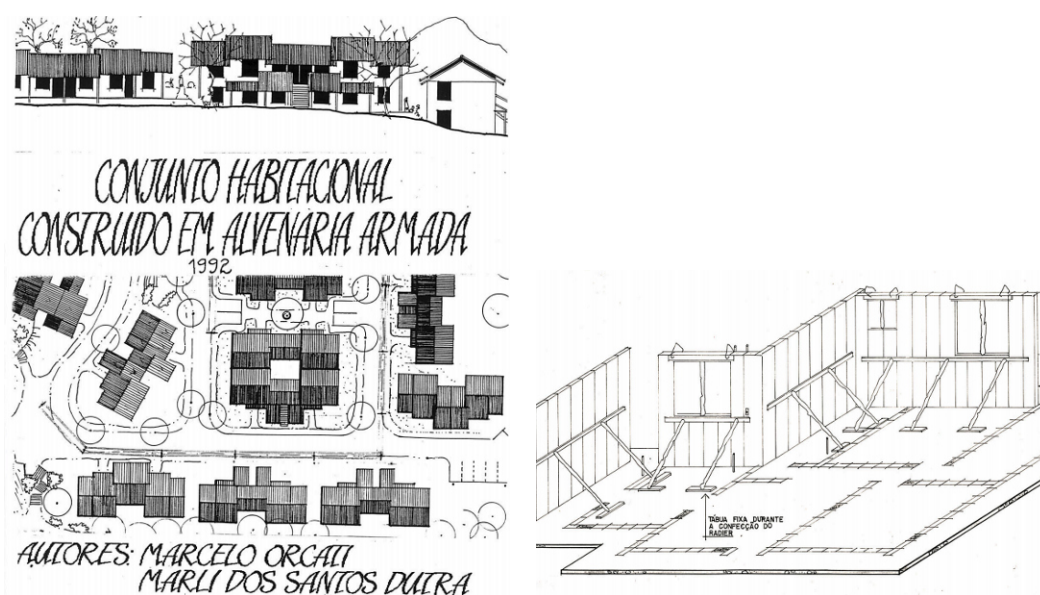 CONJUNTO HABITACIONAL
CONSTRUIDO EM ALVENARIA ARMADA
1992
AUTORES: MARCELO ORCATI
MARLI DOS SANTOS DUTRA
TÁBUA FIXA DURANTE
A CONFECÇÃO DO
RADIER